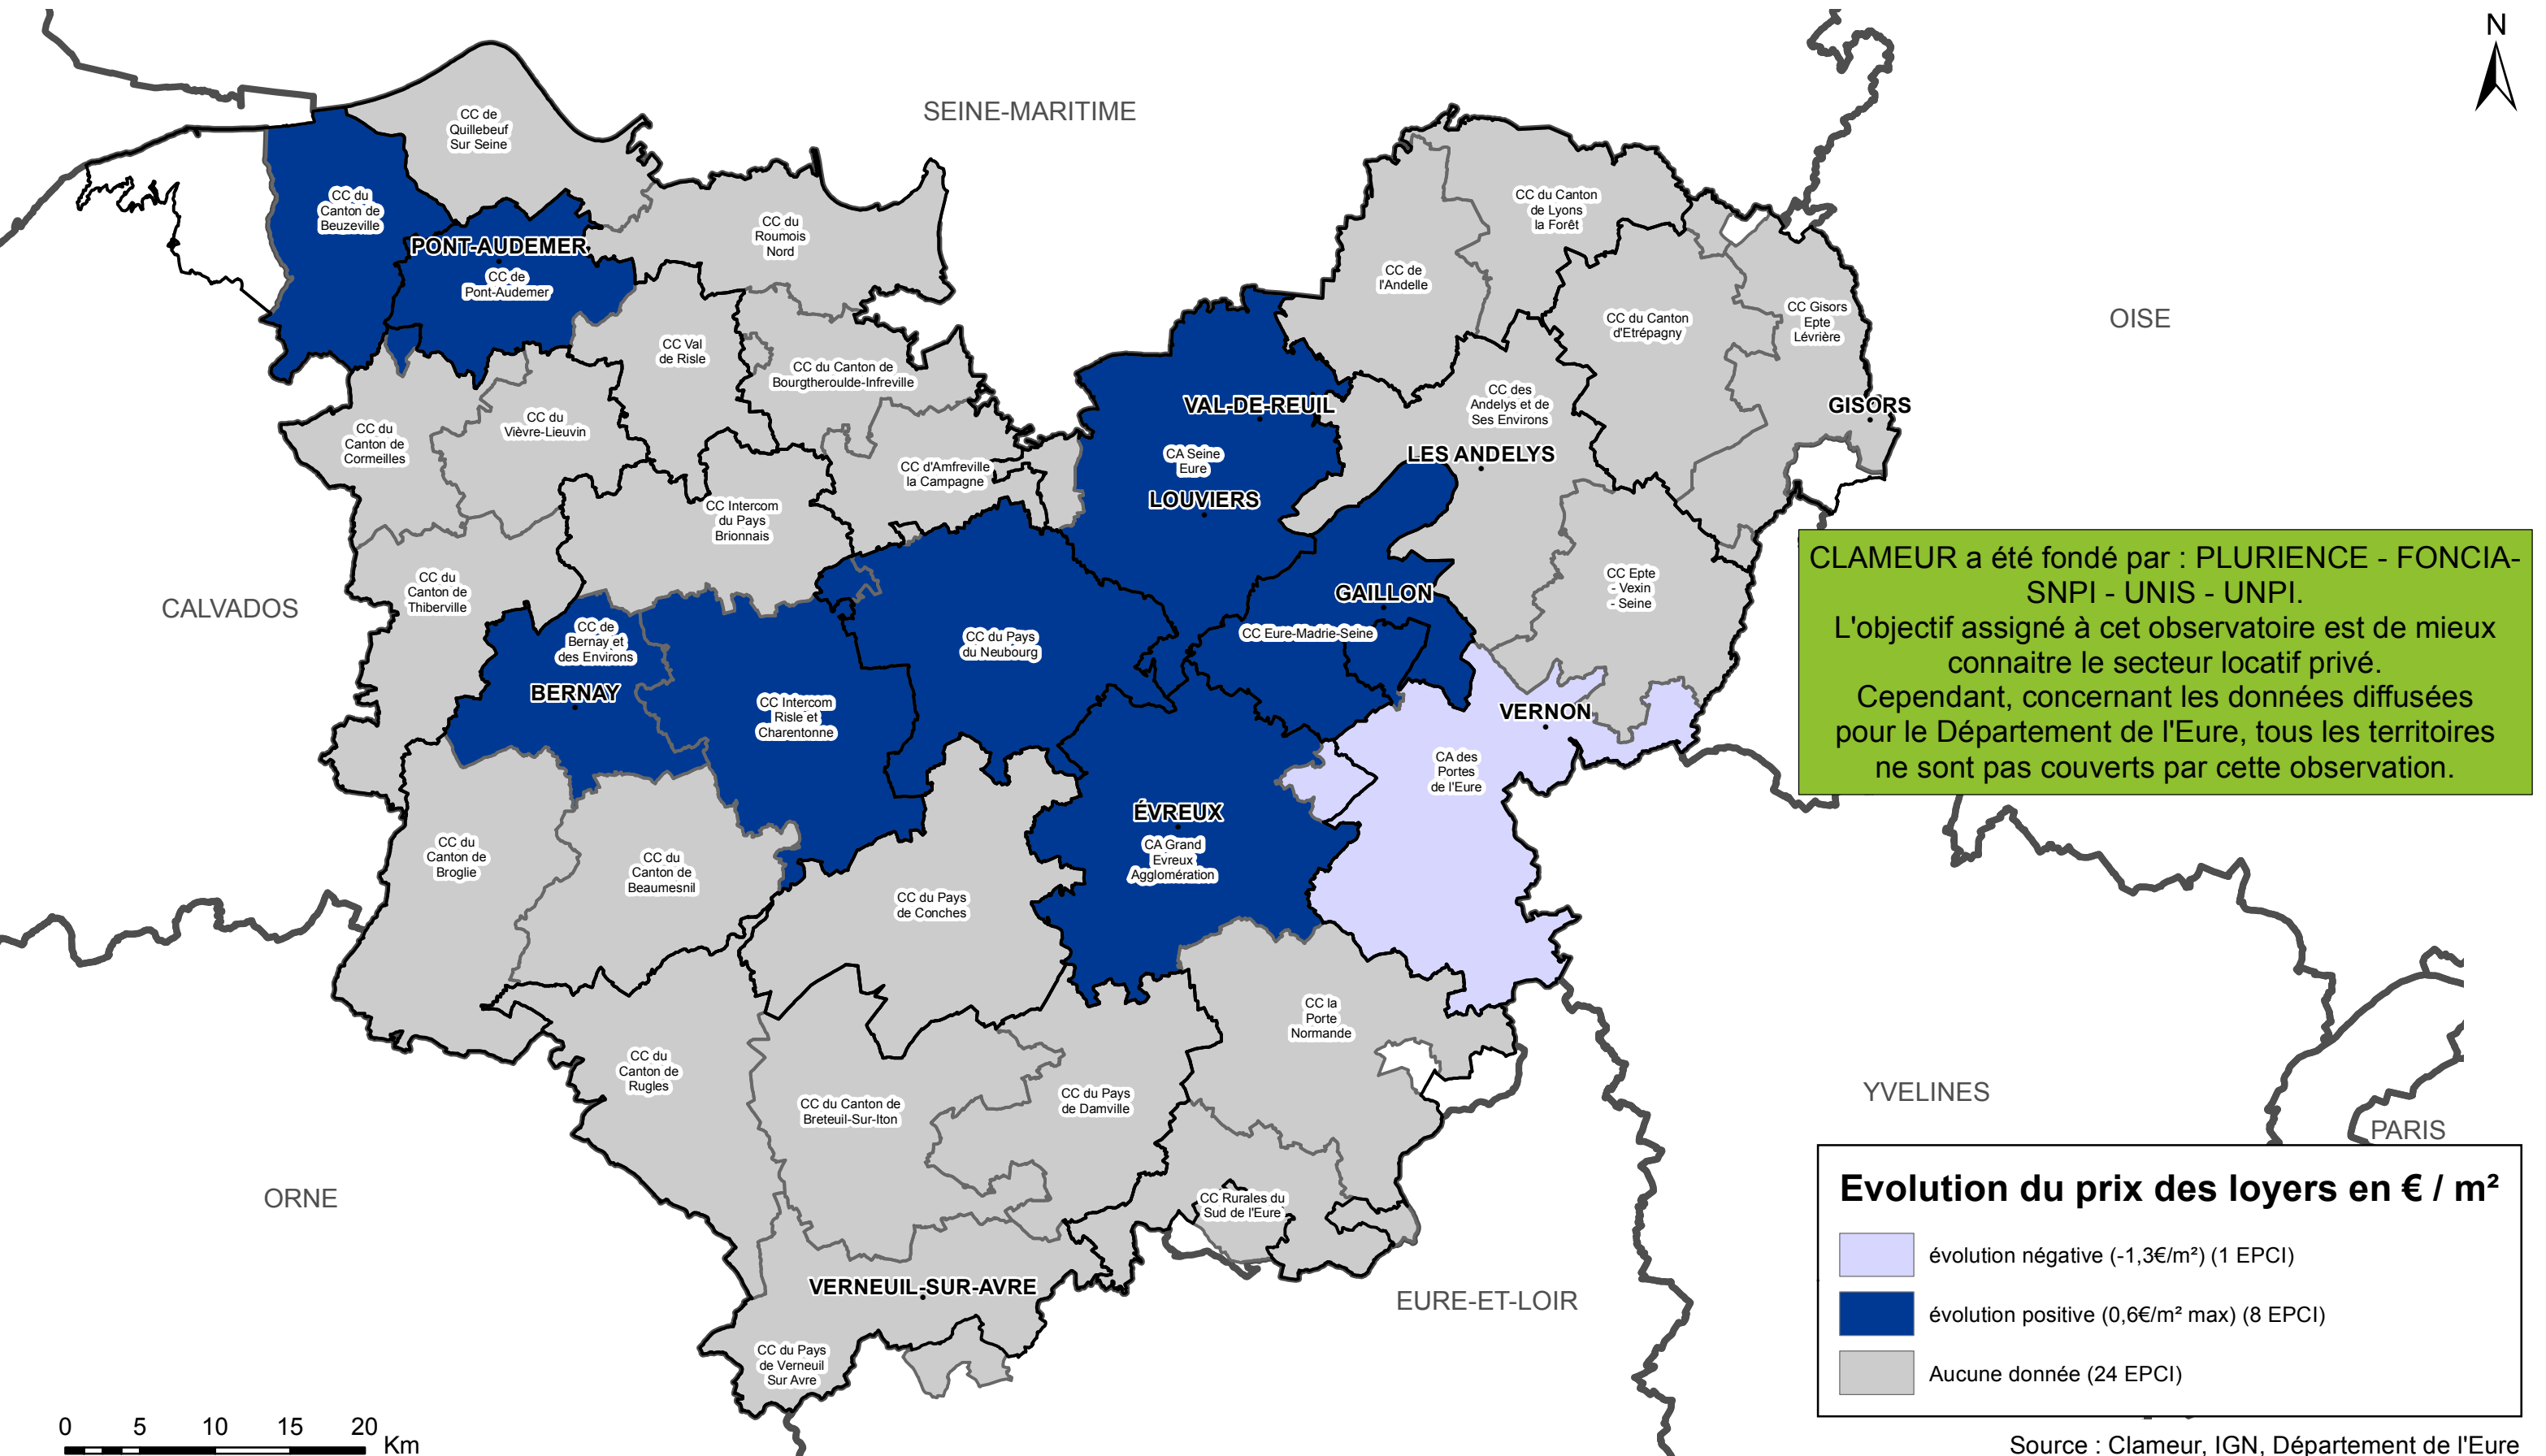 N
SEINE-MARITIME
CC de
Quillebeuf
Sur Seine
CC du
Canton de
Beuzeville
PONT-AUDEMER
CC de
Pont-Audemer
CC du
Roumois
Nord
CC du Canton
de Lyons
la Forêt
CC de
l'Andelle
CC du Canton
d'Etrépagny
CC Gisors
Epte
Lévrière
OISE
GISORS
CC Val
de Risle
CC du Canton de
Bourgtheroulde-Infreville
CC du
Vièvre-Lieuvin
CC du
Canton de
Cormeilles
CC d'Amfreville
la Campagne
VAL-DE-REUIL
CA Seine
Eure
LOUVIERS
CC des
Andelys et de
Ses Environs
LES ANDELYS
CC Intercom
du Pays
Brionnais
CALVADOS
CC du
Canton de
Thiberville
CC de
Bernay et
des Environs
BERNAY
CC Intercom
Risle et
Charentonne
CC du Pays
du Neubourg
GAILLON
CC Eure-Madrie-Seine
CC Epte
- Vexin
- Seine
VERNON
CA des
Portes
de l'Eure
CLAMEUR a été fondé par : PLURIENCE - FONCIA-
SNPI - UNIS - UNPI.
L'objectif assigné à cet observatoire est de mieux
connaitre le secteur locatif privé.
Cependant, concernant les données diffusées
pour le Département de l'Eure, tous les territoires
ne sont pas couverts par cette observation.
ÉVREUX
CA Grand
Evreux
Agglomération
CC du
Canton de
Broglie
CC du
Canton de
Beaumesnil
CC du Pays
de Conches
CC la
Porte
Normande
CC du
Canton de
Rugles
CC du Canton de
Breteuil-Sur-Iton
CC du Pays
de Damville
CC Rurales du
Sud de l'Eure
ORNE
VERNEUIL-SUR-AVRE
CC du Pays
de Verneuil
Sur Avre
EURE-ET-LOIR
YVELINES
PARIS
Evolution du prix des loyers en € / m²
évolution négative (-1,3€/m²) (1 EPCI)
évolution positive (0,6€/m² max) (8 EPCI)
Aucune donnée (24 EPCI)
0 5 10 15 20
Km
Source : Clameur, IGN, Département de l'Eure